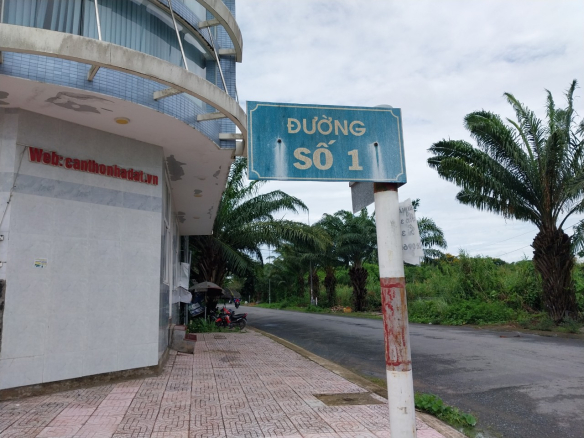 ĐƯỜNG
SỐ 1
Web: canthonhadat.vn